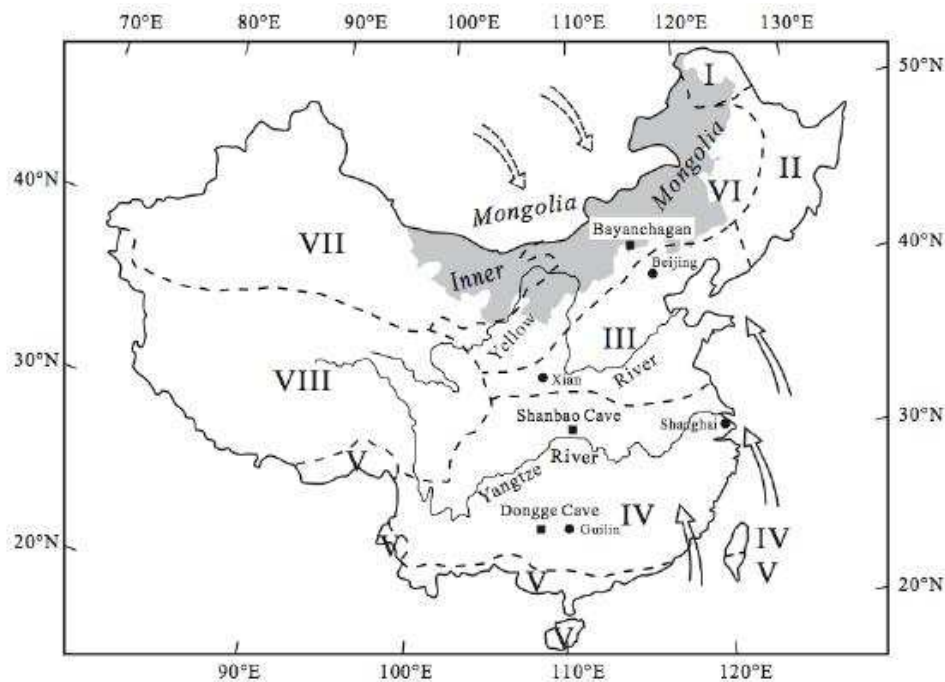 70°E 80°E 90°E 100°E 110°E 120°E 130°E
50°N
I
II
Mongolia
40°N
VI
Mongolia
VII
Bayanchagan
40°N
Inner
Beijing
Yellow
III
30°N
VIII
River
Xian
Shanbao Cave
30°N
Shanghai
River
V
Yangtze
Dongge Cave
IV
Guilin
IV
20°N
V
V
V
20°N
V
90°E 100°E 110°E 120°E